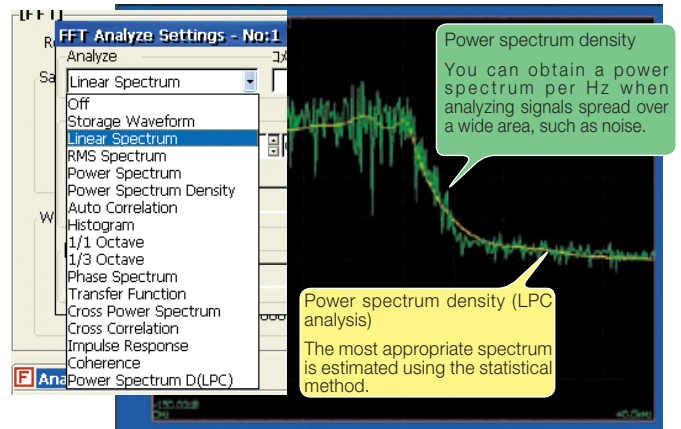 [FFT]
FFT Analyze Settings - No:1
Analyze
Linear Spectrum
Off
Storage Waveform
Linear Spectrum
RMS Spectrum
Power Spectrum
Power Spectrum Density
Auto Correlation
Histogram
1/1 Octave
1/3 Octave
Phase Spectrum
Transfer Function
Cross Power Spectrum
Cross Correlation
Impulse Response
Coherence
Power Spectrum D(LPC)
F Ana
Power spectrum density
You can obtain a power
spectrum per Hz when
analyzing signals spread over
a wide area, such as noise.
Power spectrum density (LPC
analysis)
The most appropriate spectrum
is estimated using the statistical
method.